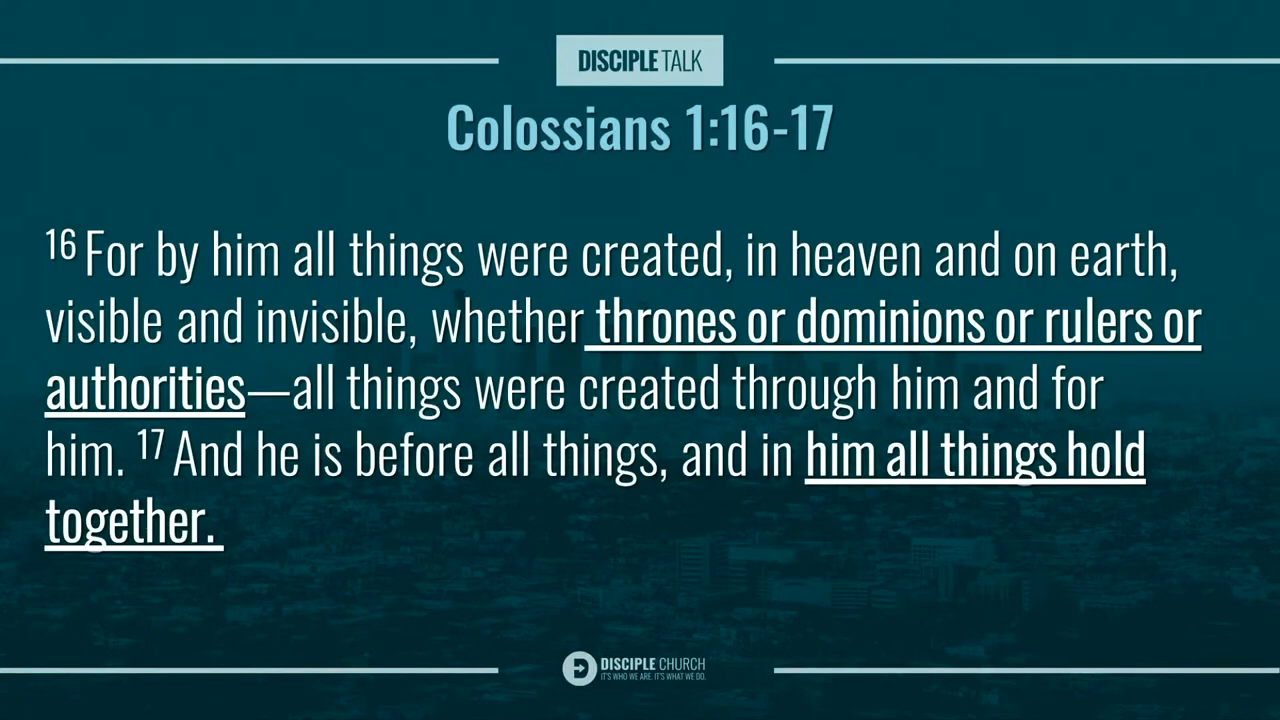 DISCIPLE TALK
Colossians 1:16-17
16 For by him all things were created, in heaven and on earth,
visible and invisible, whether thrones or dominions or rulers or
authorities—all things were created through him and for
him. 17 And he is before all things, and in him all things hold
together.
DISCIPLE CHURCH
IT'S WHO WE ARE. IT'S WHAT WE DO.